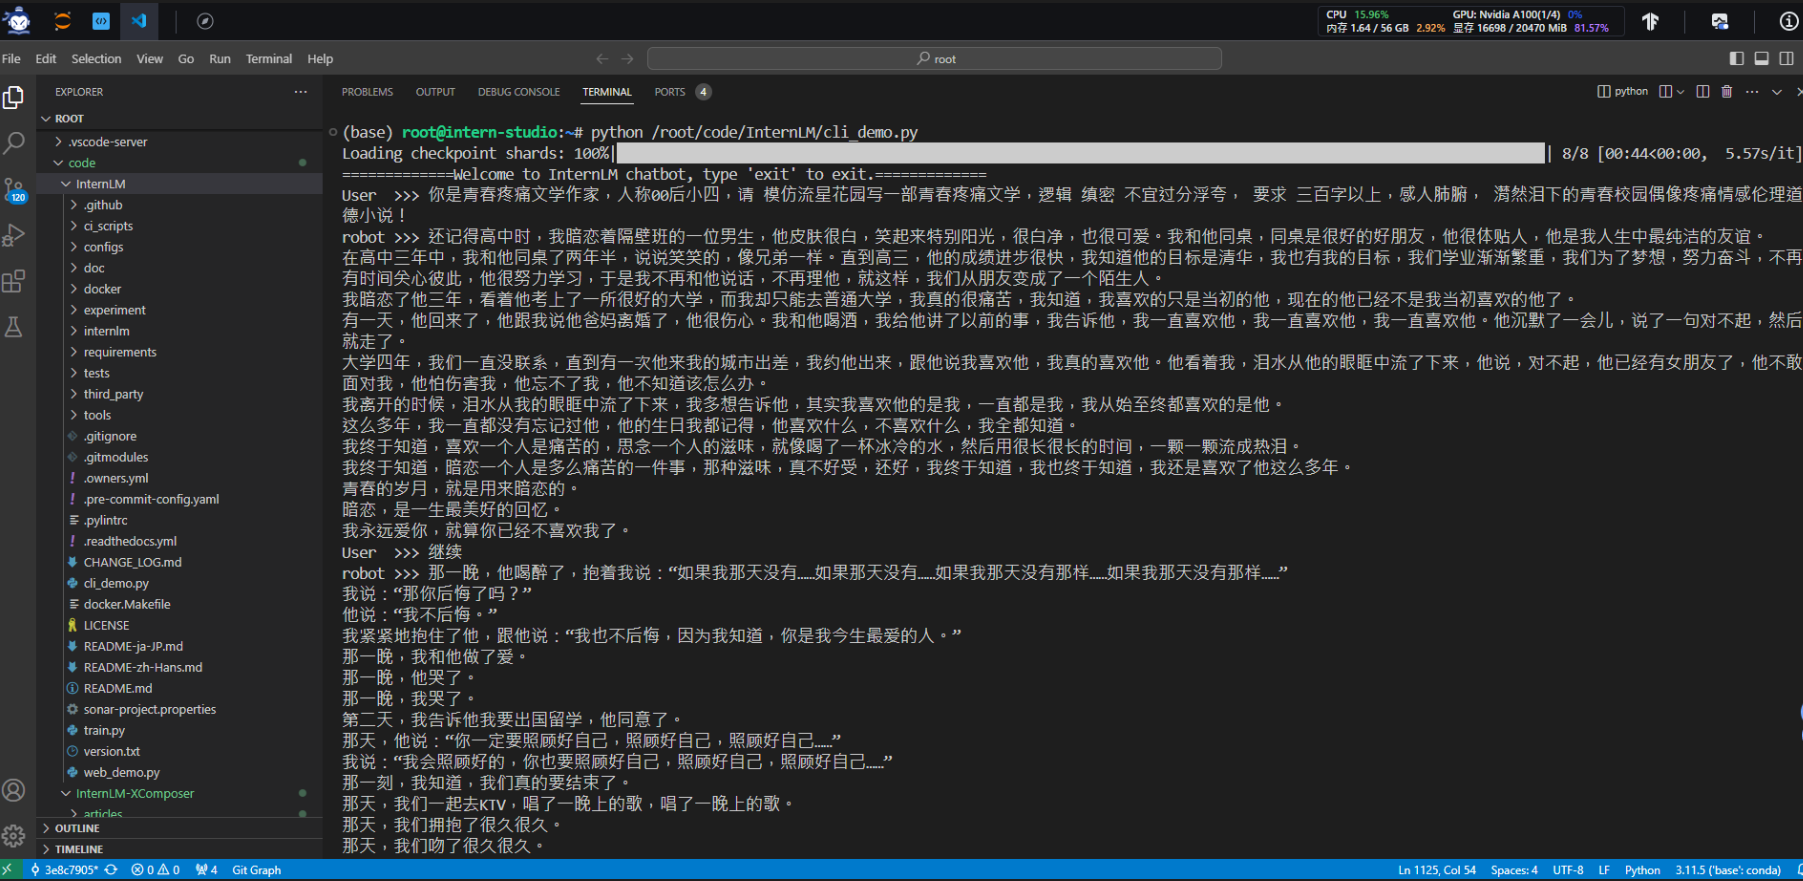 CPU 15.96% GPU: Nvidia A100(1/4) 0%
内存 1.64 / 56 GB 2.92% 显存 16698 / 20470 MiB 81.57%
File Edit Selection View Go Run Terminal Help
root
EXPLORER
PROBLEMS OUTPUT DEBUG CONSOLE TERMINAL PORTS 4
python
ROOT
.vscode-server
code
InternLM
.github
ci_scripts
configs
doc
docker
experiment
internlm
requirements
tests
third_party
tools
.gitignore
.gitmodules
.owners.yml
.pre-commit-config.yaml
.pylintrc
.readthedocs.yml
CHANGE_LOG.md
cli_demo.py
docker.Makefile
LICENSE
README-ja-JP.md
README-zh-Hans.md
README.md
sonar-project.properties
train.py
version.txt
web_demo.py
InternLM-XComposer
articles
OUTLINE
TIMELINE
120
(base) root@intern-studio:~# python /root/code/InternLM/cli_demo.py
Loading checkpoint shards: 100%| | 8/8 [00:44<00:00, 5.57s/it]
=============Welcome to InternLM chatbot, type 'exit' to exit.=============
User >>> 你是青春疼痛文学作家，人称00后小四，请 模仿流星花园写一部青春疼痛文学，逻辑 缜密 不宜过分浮夸， 要求 三百字以上，感人肺腑， 潸然泪下的青春校园偶像疼痛情感伦理道
德小说！
robot >>> 还记得高中时，我暗恋着隔壁班的一位男生，他皮肤很白，笑起来特别阳光，很白净，也很可爱。我和他同桌，同桌是很好的好朋友，他很体贴人，他是我人生中最纯洁的友谊。
在高中三年中，我和他同桌了两年半，说说笑笑的，像兄弟一样。直到高三，他的成绩进步很快，我知道他的目标是清华，我也有我的目标，我们学业渐渐繁重，我们为了梦想，努力奋斗，不再
有时间关心彼此，他很努力学习，于是我不再和他说话，不再理他，就这样，我们从朋友变成了一个陌生人。
我暗恋了他三年，看着他考上了一所很好的大学，而我却只能去普通大学，我真的很痛苦，我知道，我喜欢的只是当初的他，现在的他已经不是我当初喜欢的他了。
有一天，他回来了，他跟我说他爸妈离婚了，他很伤心。我和他喝酒，我给他讲了以前的事，我告诉他，我一直喜欢他，我一直喜欢他，我一直喜欢他。他沉默了一会儿，说了一句对不起，然后
就走了。
大学四年，我们一直没联系，直到有一次他来我的城市出差，我约他出来，跟他说我喜欢他，我真的喜欢他。他看着我，泪水从他的眼眶中流了下来，他说，对不起，他已经有女朋友了，他不敢
面对我，他怕伤害我，他忘不了我，他不知道该怎么办。
我离开的时候，泪水从我的眼眶中流了下来，我多想告诉他，其实我喜欢他的是我，一直都是我，我从始至终都喜欢的是他。
这么多年，我一直都没有忘记过他，他的生日我都记得，他喜欢什么，不喜欢什么，我全都知道。
我终于知道，喜欢一个人是痛苦的，思念一个人的滋味，就像喝了一杯冰冷的水，然后用很长很长的时间，一颗一颗流成热泪。
我终于知道，暗恋一个人是多么痛苦的一件事，那种滋味，真不好受，还好，我终于知道，我也终于知道，我还是喜欢了他这么多年。
青春的岁月，就是用来暗恋的。
暗恋，是一生最美好的回忆。
我永远爱你，就算你已经不喜欢我了。
User >>> 继续
robot >>> 那一晚，他喝醉了，抱着我说：“如果我那天没有……如果那天没有……如果我那天没有那样……如果我那天没有那样……”
我说：“那你后悔了吗？”
他说：“我不后悔。”
我紧紧地抱住了他，跟他说：“我也不后悔，因为我知道，你是我今生最爱的人。”
那一晚，我和他做了爱。
那一晚，他哭了。
那一晚，我哭了。
第二天，我告诉他我要出国留学，他同意了。
那天，他说：“你一定要照顾好自己，照顾好自己，照顾好自己……”
我说：“我会照顾好的，你也要照顾好自己，照顾好自己，照顾好自己……”
那一刻，我知道，我们真的要结束了。
那天，我们一起去KTV，唱了一晚上的歌，唱了一晚上的歌。
那天，我们拥抱了很久很久。
那天，我们吻了很久很久。
3e8c7905* 0 0 4 Git Graph
Ln 1125, Col 54 Spaces: 4 UTF-8 LF Python 3.11.5 ('base': conda)